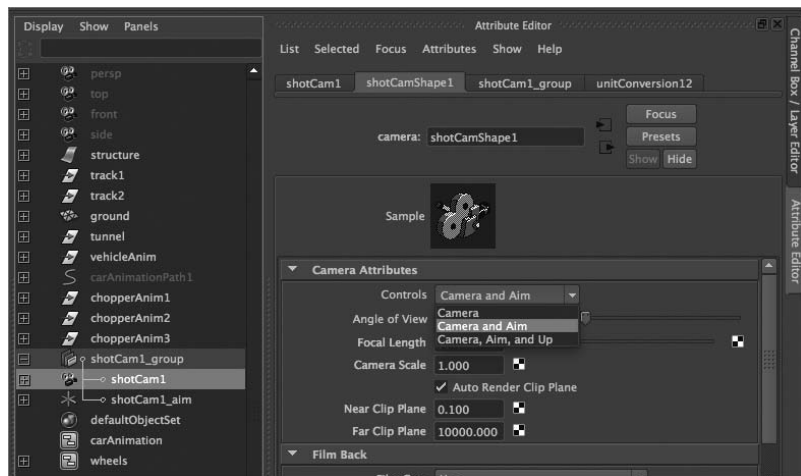 Display Show Panels
persp
top
front
side
structure
track1
track2
ground
tunnel
vehicleAnim
carAnimationPath1
chopperAnim1
chopperAnim2
chopperAnim3
shotCam1_group
shotCam1
shotCam1_aim
defaultObjectSet
carAnimation
wheels
Attribute Editor
List Selected Focus Attributes Show Help
shotCam1 shotCamShape1 shotCam1_group unitConversion12
camera: shotCamShape1
Focus
Presets
Show Hide
Sample
Camera Attributes
Controls Camera and Aim
Camera
Angle of View
Camera and Aim
Focal Length
Camera, Aim, and Up
Camera Scale 1.000
Auto Render Clip Plane
Near Clip Plane 0.100
Far Clip Plane 10000.000
Film Back
Channel Box / Layer Editor
Attribute Editor